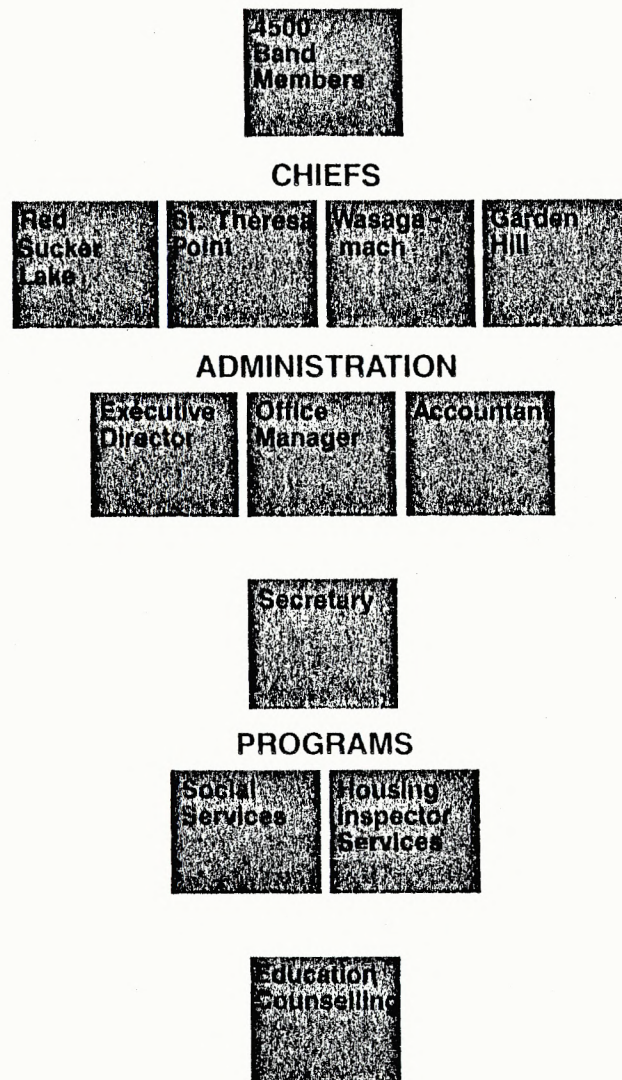 4500
Band
Members
CHIEFS
Red
Sucker
Lake
St. Theresa
Point
Wasaga-
mach
Garden
Hill
ADMINISTRATION
Executive
Director
Office
Manager
Accountant
Secretary
PROGRAMS
Social
Services
Housing
Inspector
Services
Education
Counselling